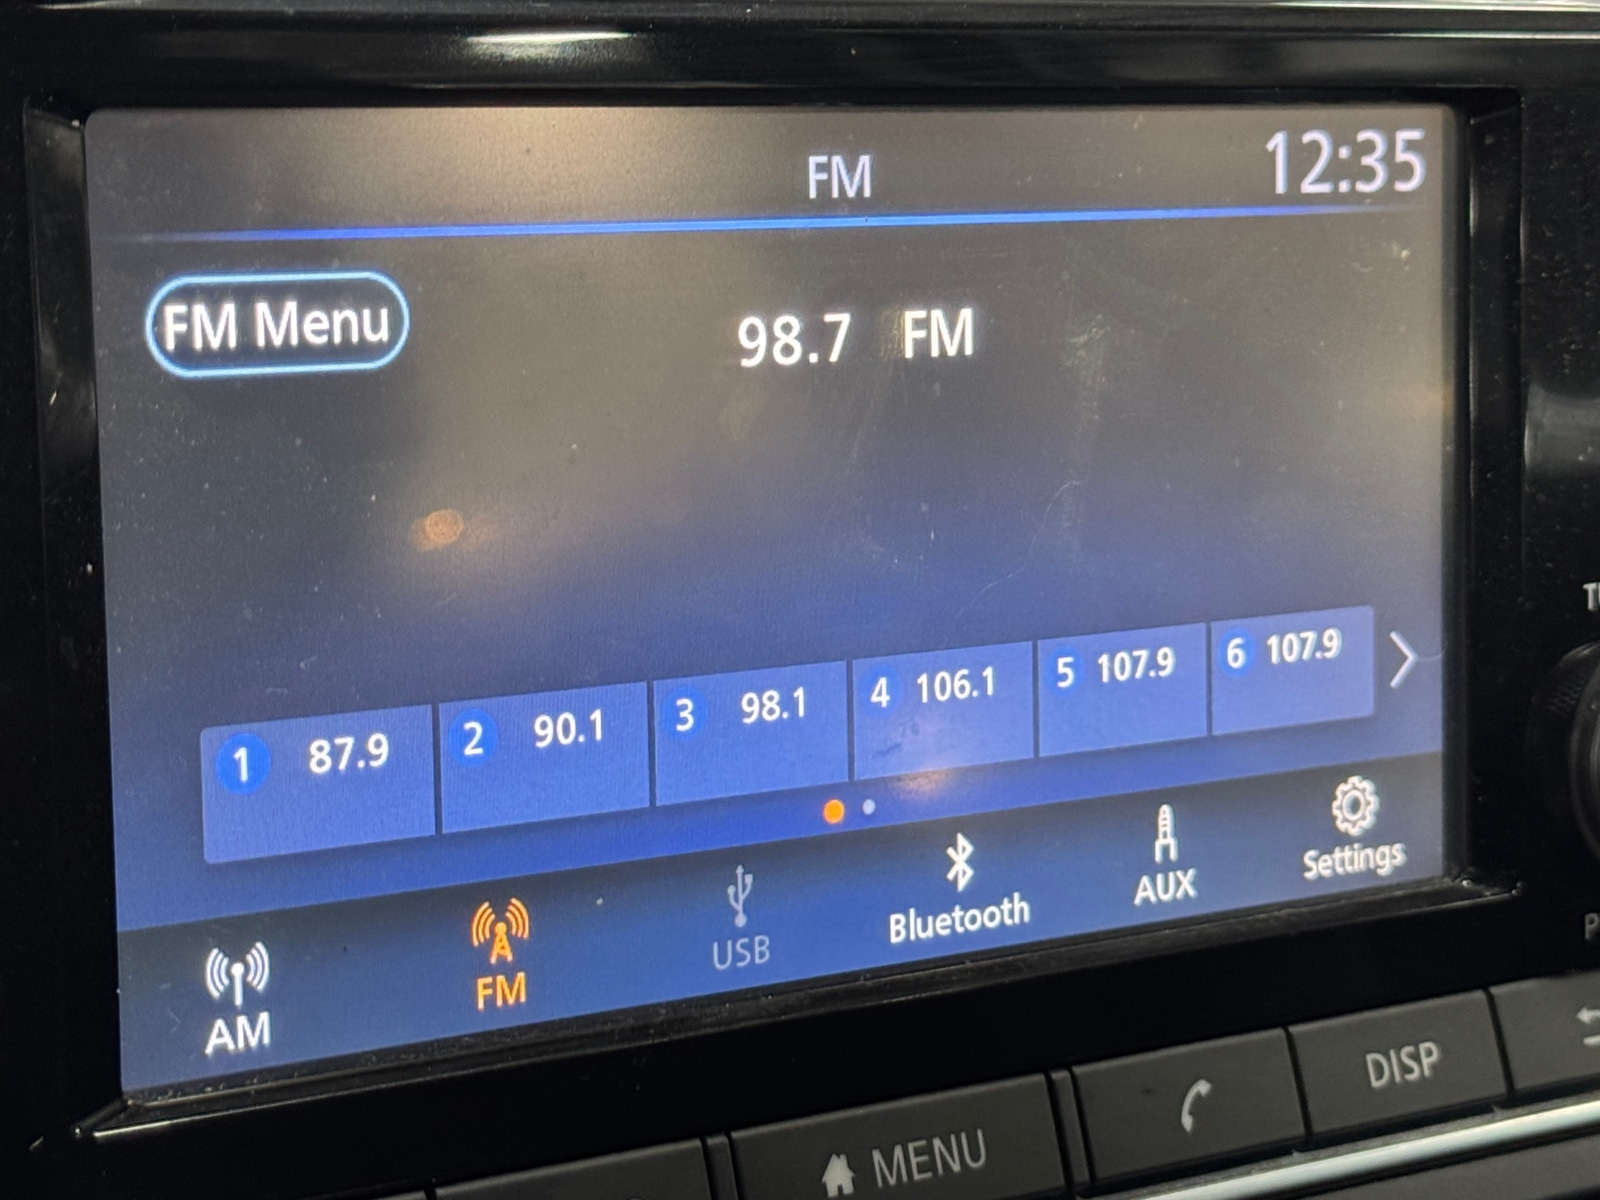 FM
12:35
FM Menu
98.7 FM
1 87.9
2 90.1
3 98.1
4 106.1
5 107.9
6 107.9
AM
FM
USB
Bluetooth
AUX
Settings
MENU
DISP